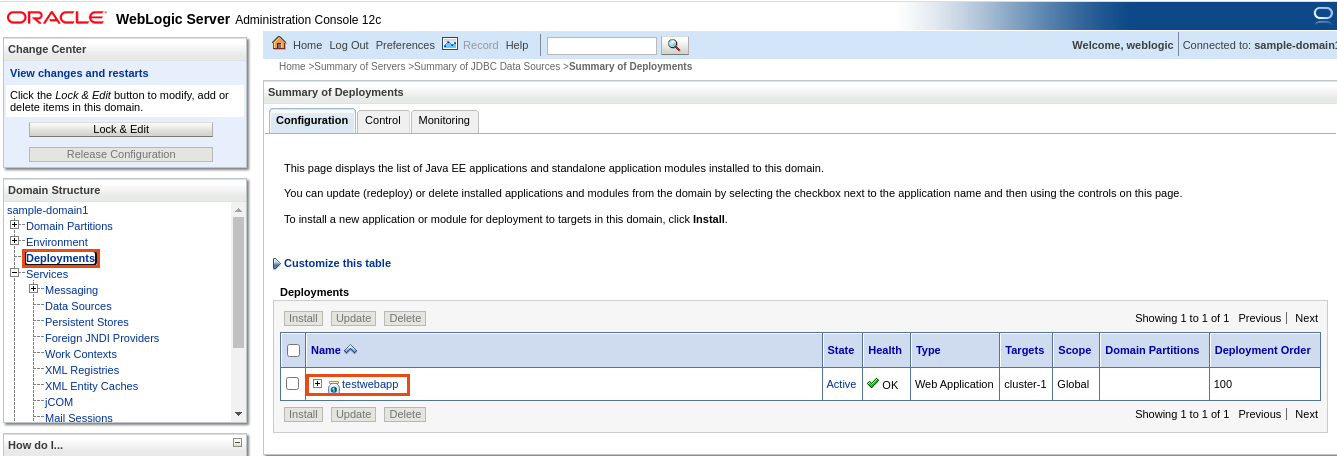 ORACLE WebLogic Server Administration Console 12c
Change Center
View changes and restarts
Click the Lock & Edit button to modify, add or
delete items in this domain.
Lock & Edit
Release Configuration
Domain Structure
sample-domain1
Domain Partitions
Environment
Deployments
Services
Messaging
Data Sources
Persistent Stores
Foreign JNDI Providers
Work Contexts
XML Registries
XML Entity Caches
jCOM
Mail Sessions
How do I...
Home Log Out Preferences Record Help
Welcome, weblogic Connected to: sample-domain1
Home >Summary of Servers >Summary of JDBC Data Sources >Summary of Deployments
Summary of Deployments
Configuration Control Monitoring
This page displays the list of Java EE applications and standalone application modules installed to this domain.
You can update (redeploy) or delete installed applications and modules from the domain by selecting the checkbox next to the application name and then using the controls on this page.
To install a new application or module for deployment to targets in this domain, click Install.
Customize this table
Deployments
Install Update Delete Showing 1 to 1 of 1 Previous Next
Name State Health Type Targets Scope Domain Partitions Deployment Order
testwebapp Active OK Web Application cluster-1 Global 100
Install Update Delete Showing 1 to 1 of 1 Previous Next